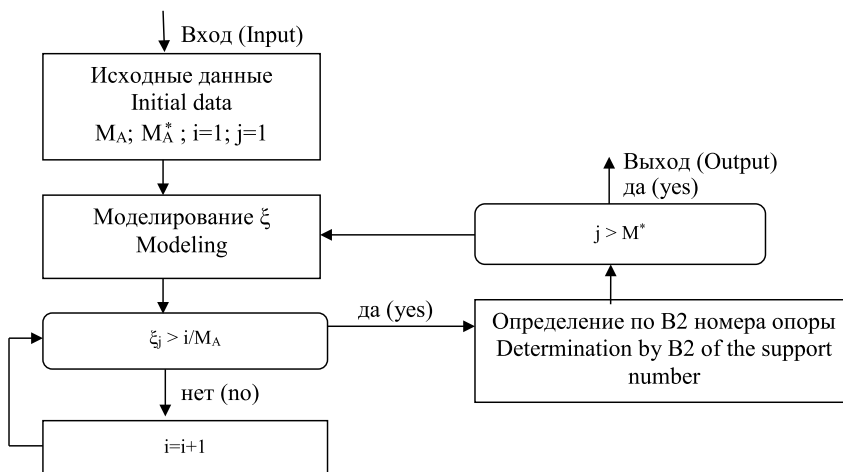 Вход (Input)
Исходные данные
Initial data
M_A; M_A^* ; i=1; j=1
Моделирование ξ
Modeling
ξ_j > i/M_A
нет (no)
i=i+1
да (yes)
Определение по В2 номера опоры
Determination by B2 of the support
number
j > M^*
Выход (Output)
да (yes)